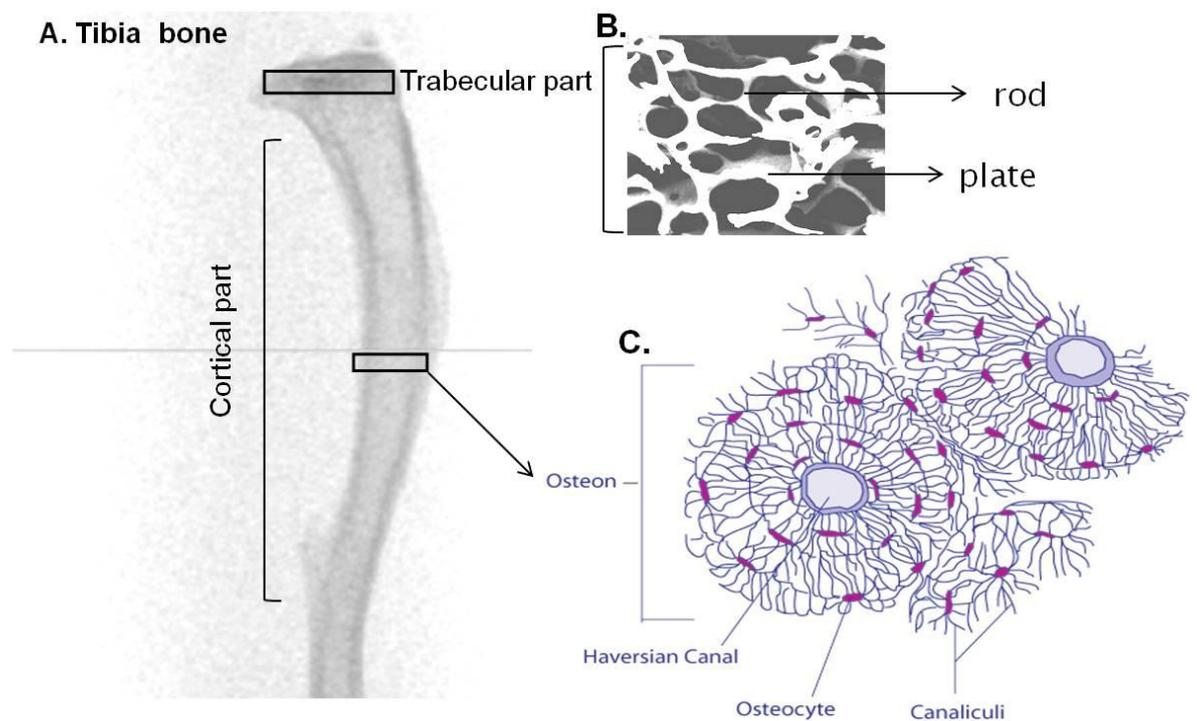 A. Tibia bone
Trabecular part
Cortical part
B.
rod
plate
C.
Osteon
Haversian Canal
Osteocyte
Canaliculi